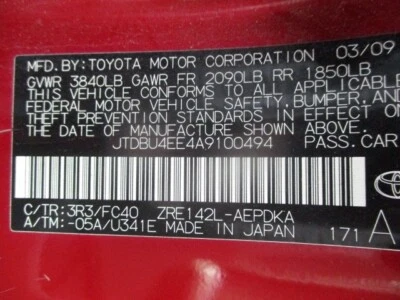 MFD.BY:TOYOTA MOTOR CORPORATION 03/09
GVWR 3840LB GAWR FR 2090LB RR 1850LB
THIS VEHICLE CONFORMS TO ALL APPLICABLE
FEDERAL MOTOR VEHICLE SAFETY, BUMPER, AND
THEFT PREVENTION STANDARDS IN EFFECT ON
THE DATE OF MANUFACTURE SHOWN ABOVE.
JTDBU4EE4A9100494 PASS.CAR
C/TR:3R3/FC40 ZRE142L-AEPDKA
A/TM:-05A/U341E MADE IN JAPAN 171 A
TOYOTA